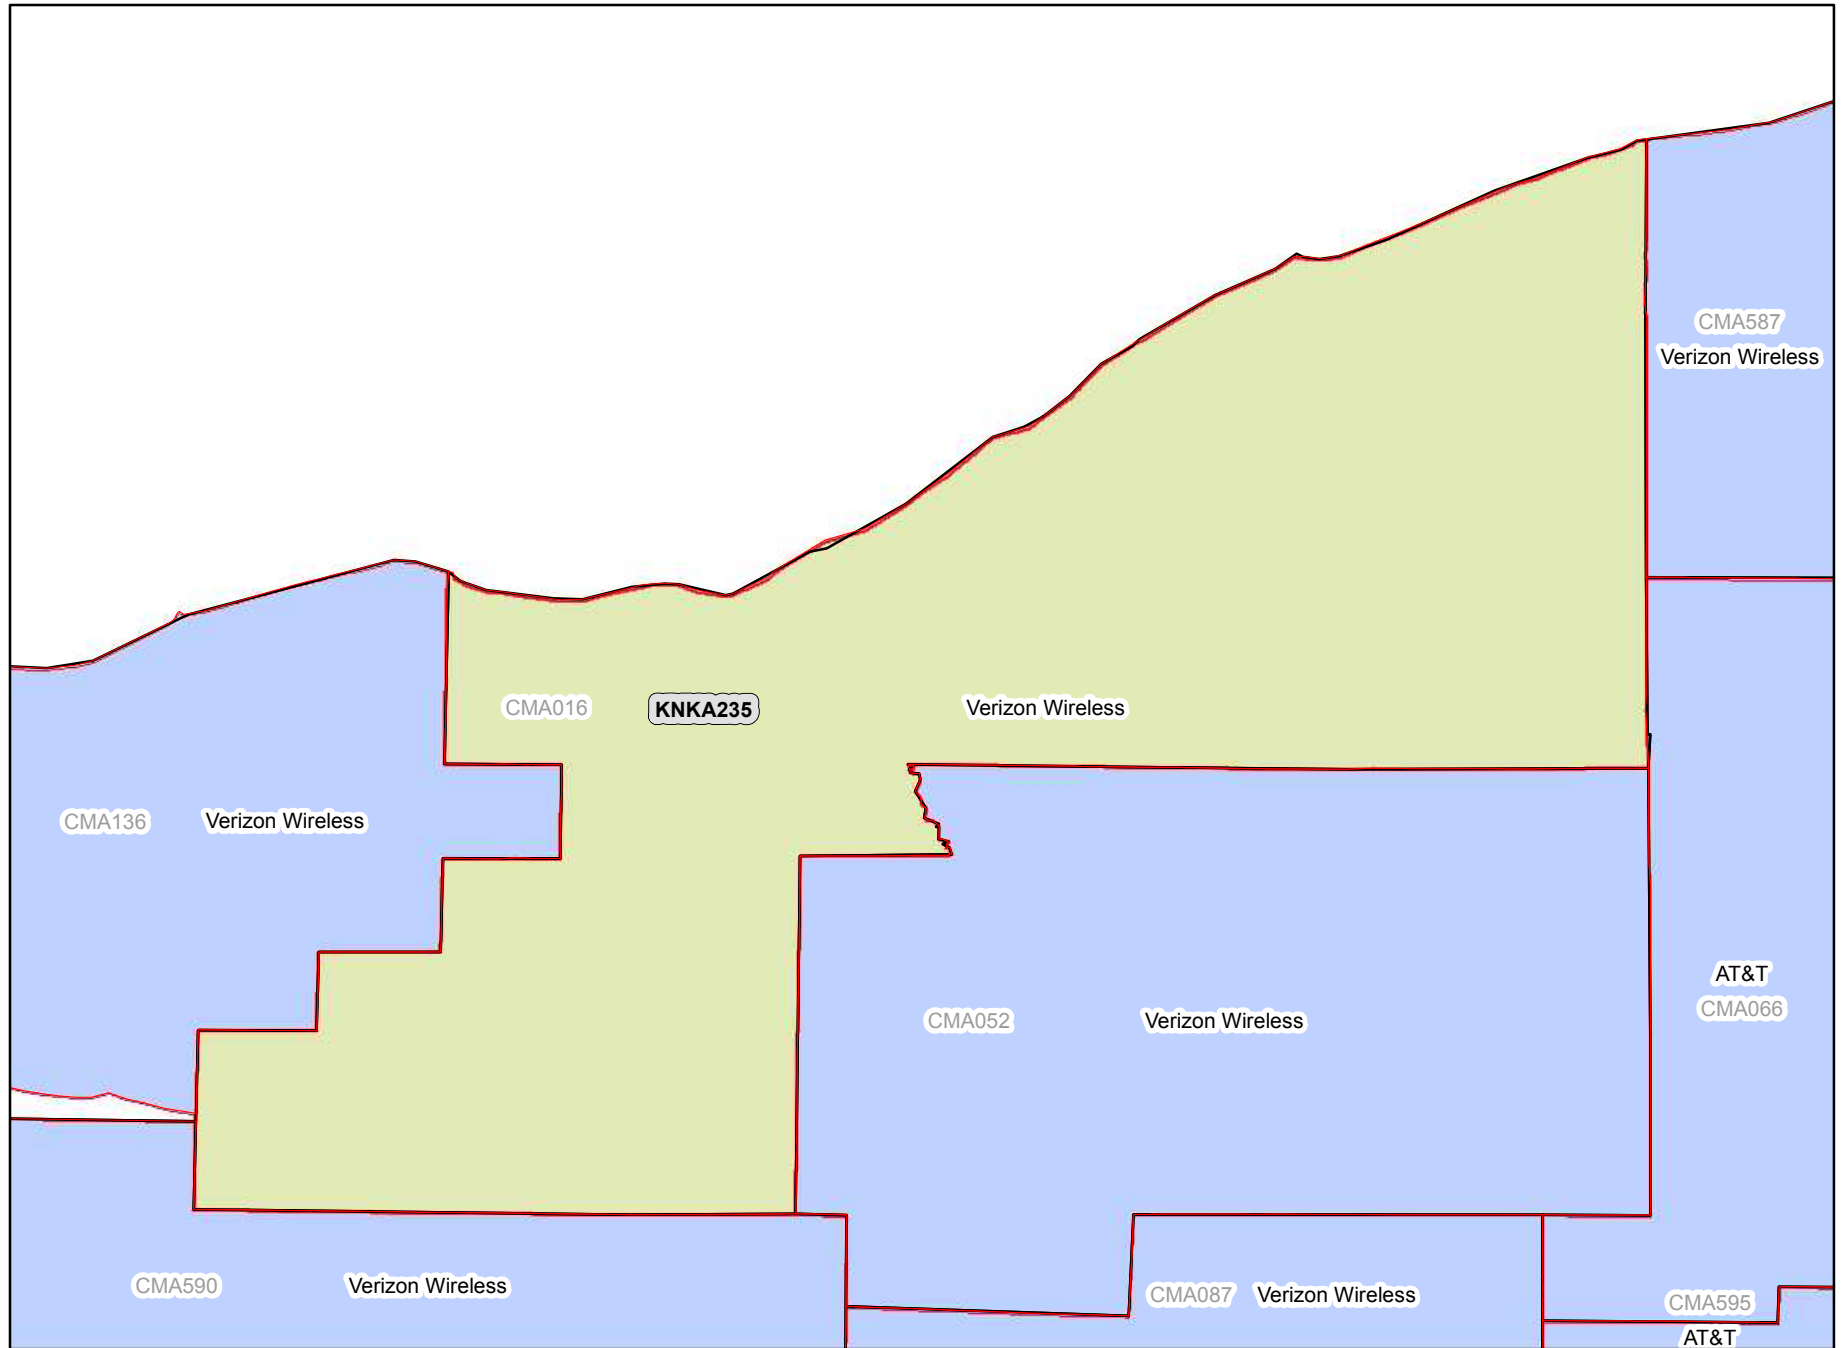 CMA587
Verizon Wireless
CMA016
KNKA235
Verizon Wireless
CMA136
Verizon Wireless
AT&T
CMA066
CMA052
Verizon Wireless
CMA590
Verizon Wireless
CMA087
Verizon Wireless
CMA595
AT&T